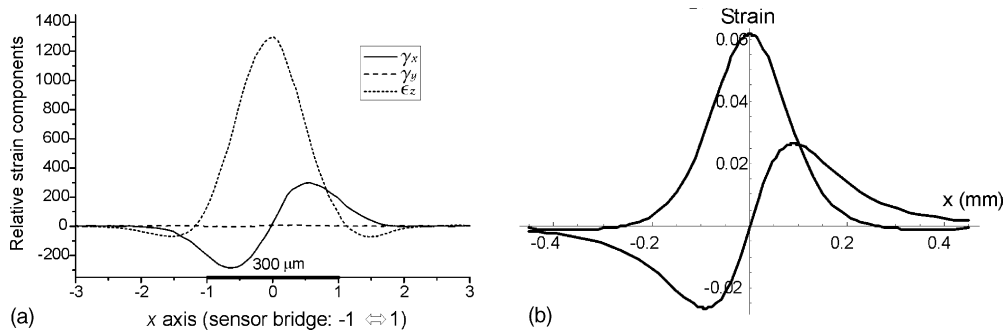 1400
1200
1000
800
600
400
200
0
-200
Relative strain components
γx
γy
ϵz
300 μm
-3 -2 -1 0 1 2 3
(a) x axis (sensor bridge: -1 ⇔ 1)
Strain
0.06
0.04
0.02
x (mm)
-0.4 -0.2 0.2 0.4
-0.02
(b)